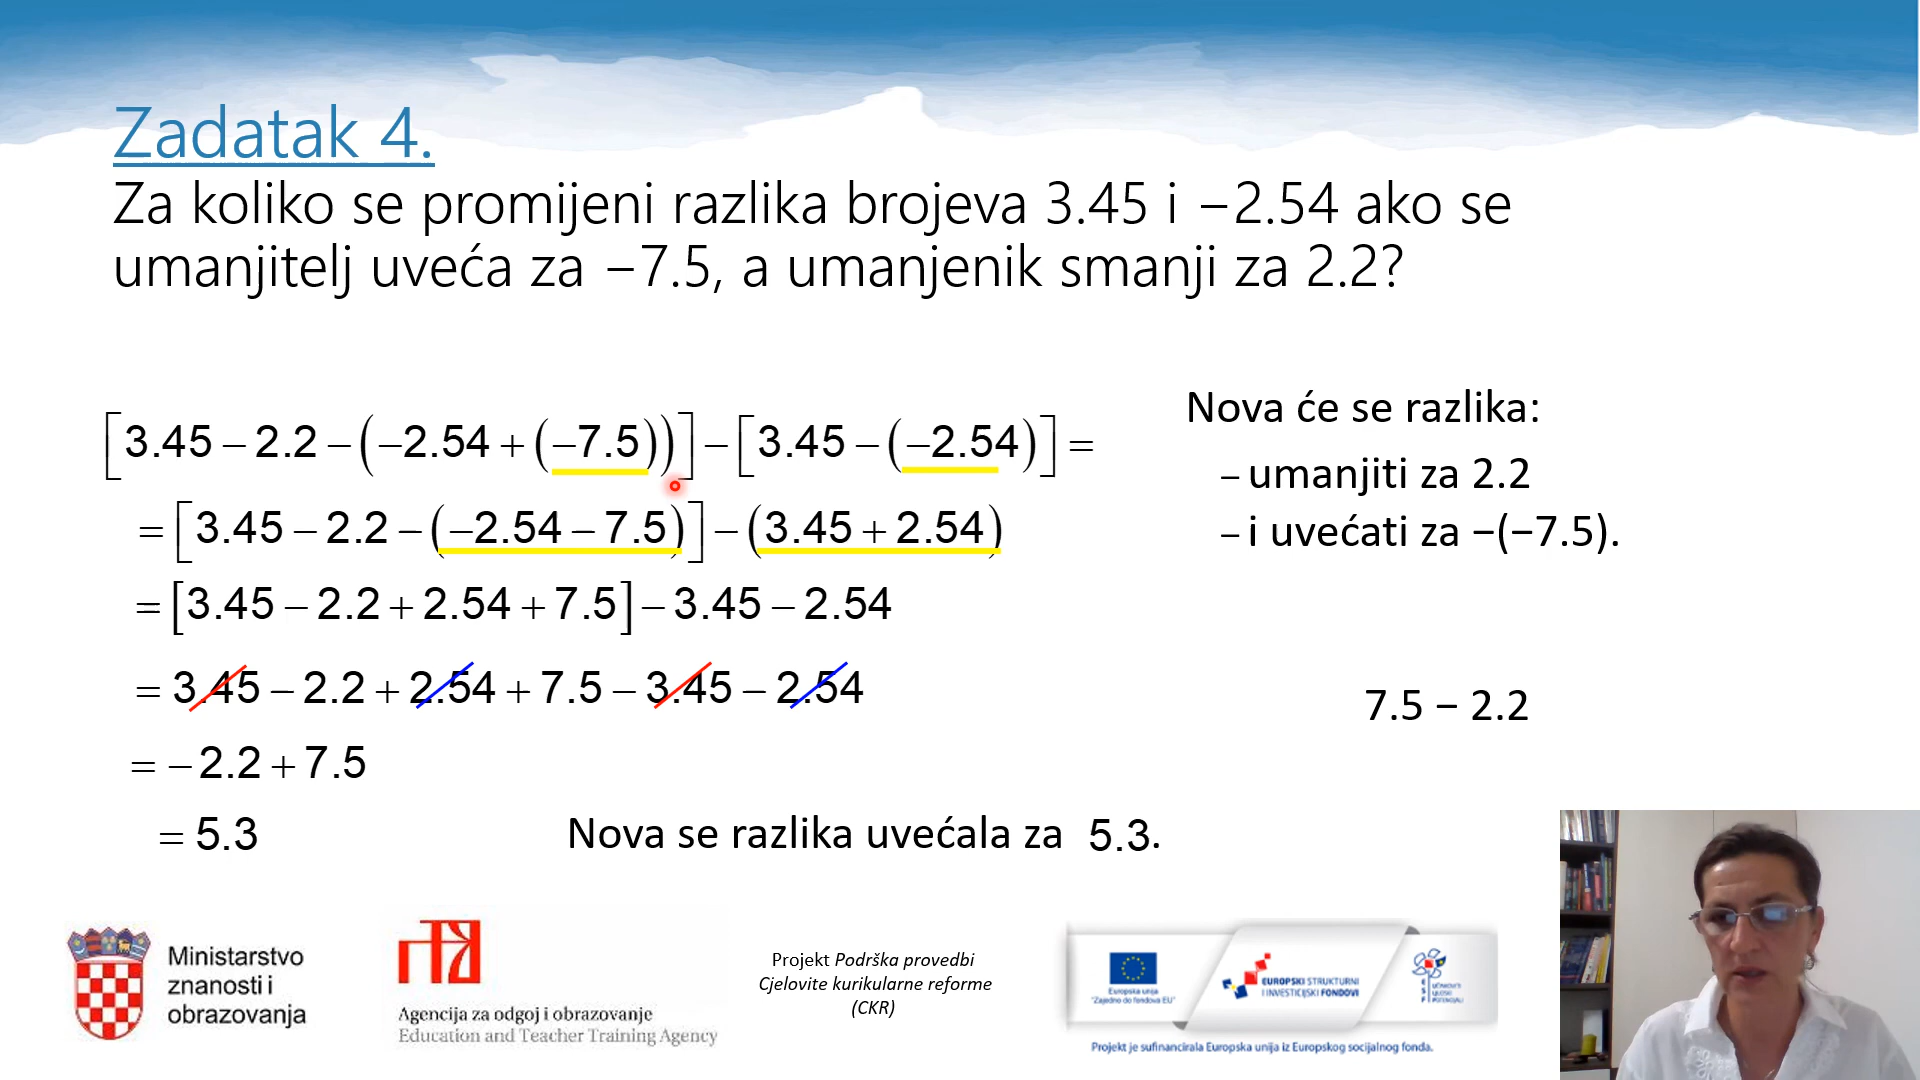 Zadatak 4.
Za koliko se promijeni razlika brojeva 3.45 i −2.54 ako se
umanjitelj uveća za −7.5, a umanjenik smanji za 2.2?
[3.45 − 2.2 − (−2.54 + (−7.5))] − [3.45 − (−2.54)] =
= [3.45 − 2.2 − (−2.54 − 7.5)] − (3.45 + 2.54)
= [3.45 − 2.2 + 2.54 + 7.5] − 3.45 − 2.54
= 3.45 − 2.2 + 2.54 + 7.5 − 3.45 − 2.54
= − 2.2 + 7.5
= 5.3
Nova se razlika uvećala za 5.3.
Nova će se razlika:
– umanjiti za 2.2
– i uvećati za −(−7.5).
7.5 − 2.2
Ministarstvo
znanosti i
obrazovanja
Agencija za odgoj i obrazovanje
Education and Teacher Training Agency
Projekt Podrška provedbi
Cjelovite kurikularne reforme
(CKR)
Europska unija
"Zajedno do fondova EU"
EUROPSKI STRUKTURNI
I INVESTICIJSKI FONDOVI
Projekt je sufinancirala Europska unija iz Europskog socijalnog fonda.